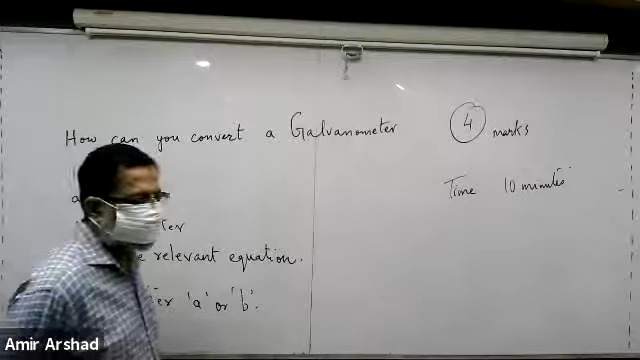 How can you convert a Galvanometer
4 marks
Time 10 minutes
relevant equation.
'a' or 'b'.
Amir Arshad